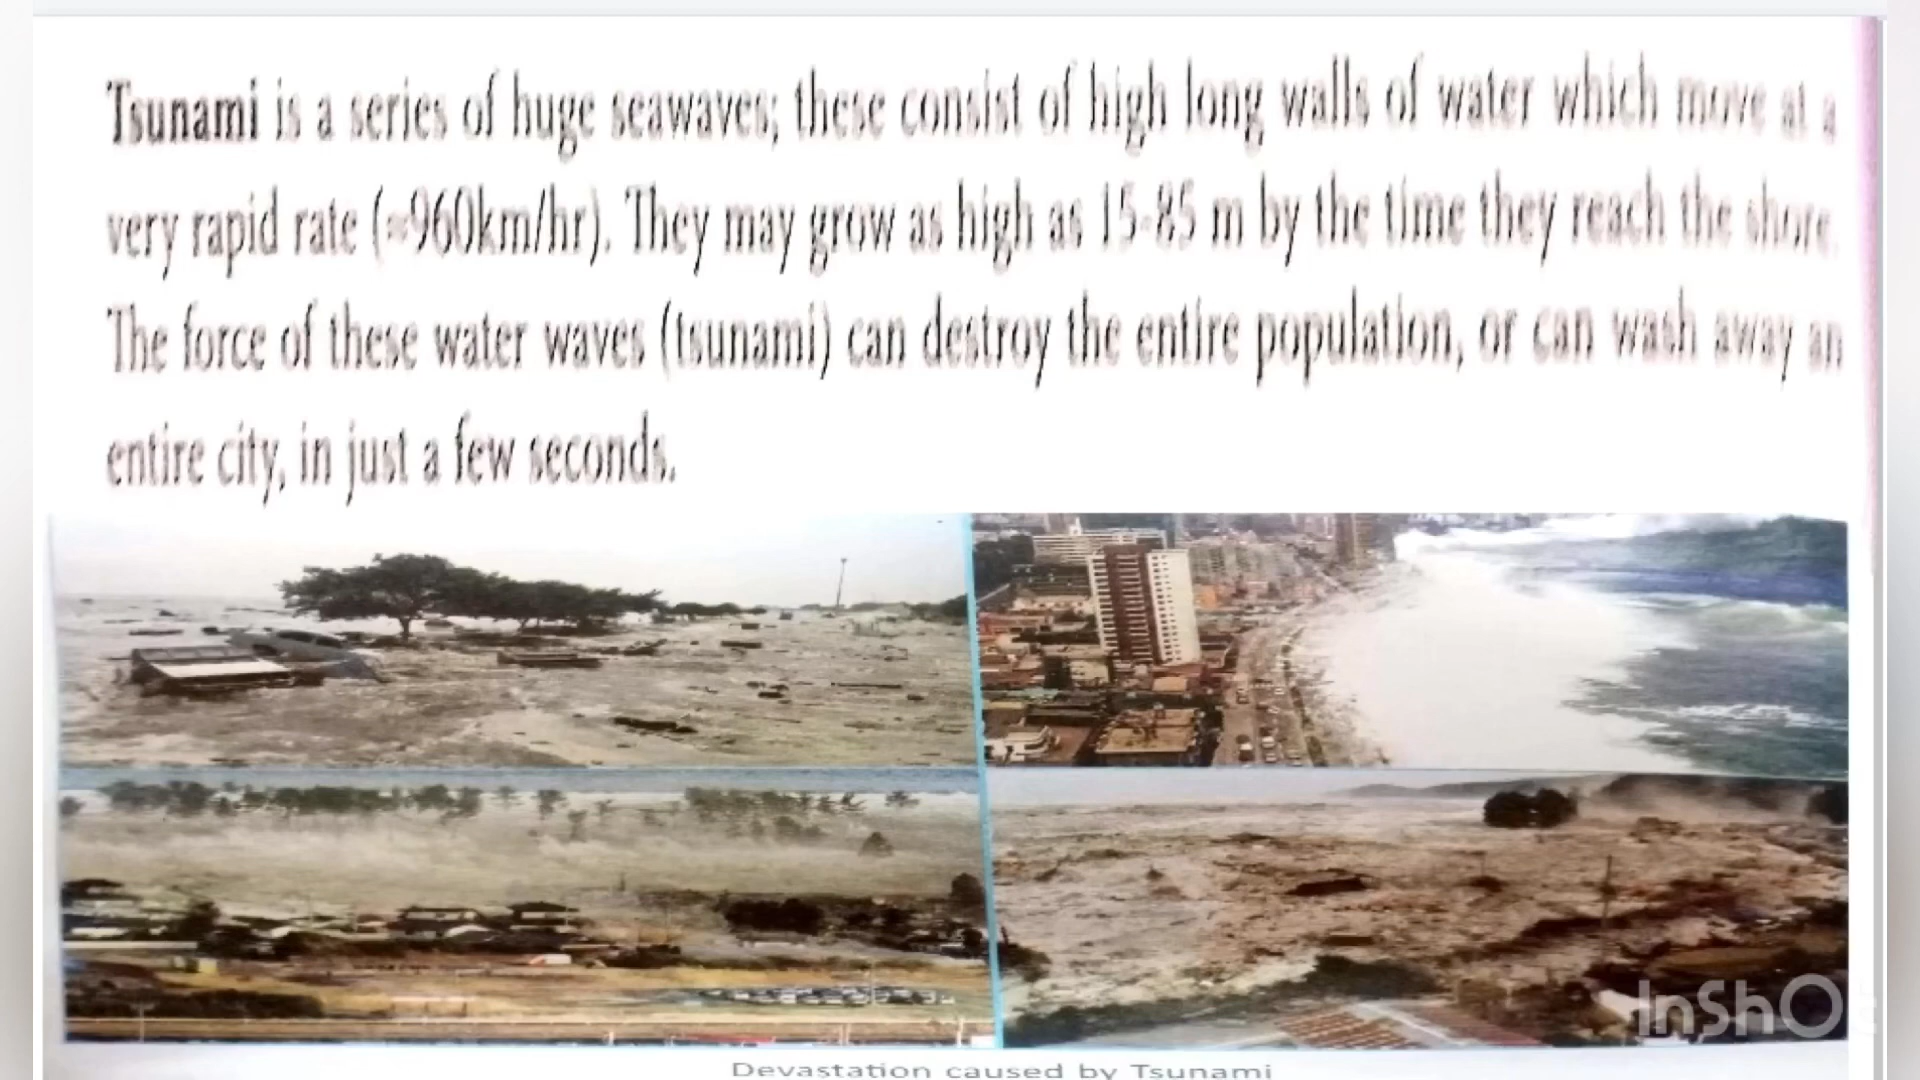 Tsunami is a series of huge seawaves; these consist of high long walls of water which move at a
very rapid rate (≈960km/hr). They may grow as high as 15-85 m by the time they reach the shore.
The force of these water waves (tsunami) can destroy the entire population, or can wash away an
entire city, in just a few seconds.
Devastation caused by Tsunami
InShOt